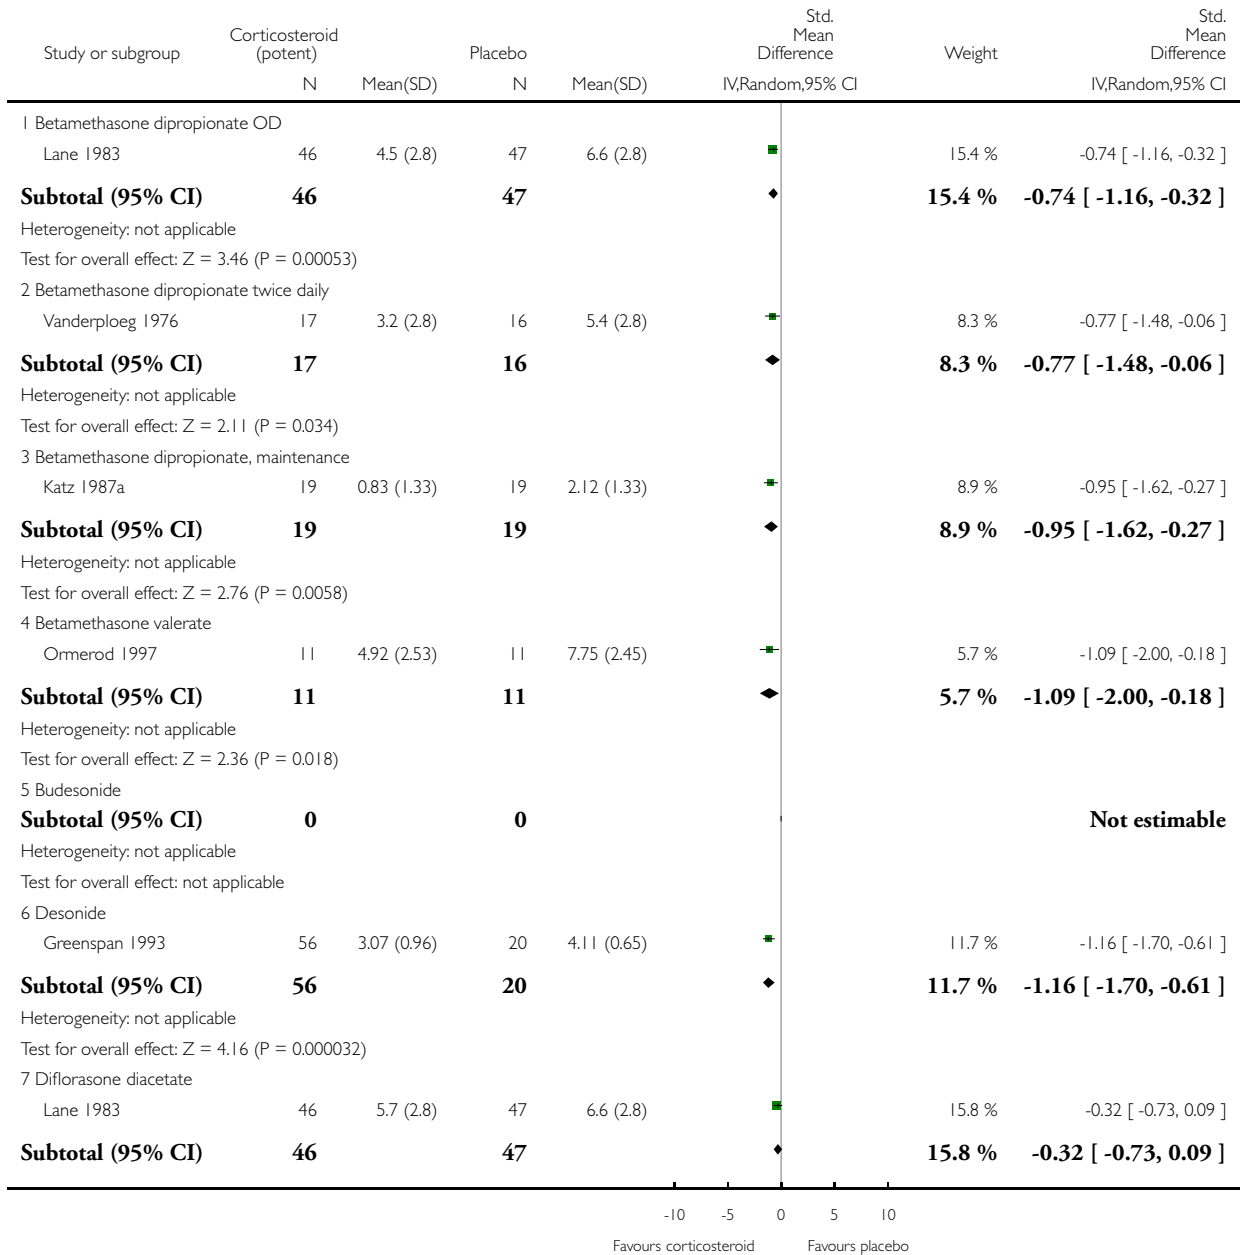 Study or subgroup Corticosteroid (potent) Placebo Std. Mean Difference Weight Std. Mean Difference
N Mean(SD) N Mean(SD) IV,Random,95% CI IV,Random,95% CI
1 Betamethasone dipropionate OD
Lane 1983 46 4.5 (2.8) 47 6.6 (2.8) 15.4 % -0.74 [ -1.16, -0.32 ]
Subtotal (95% CI) 46 47 15.4 % -0.74 [ -1.16, -0.32 ]
Heterogeneity: not applicable
Test for overall effect: Z = 3.46 (P = 0.00053)
2 Betamethasone dipropionate twice daily
Vanderploeg 1976 17 3.2 (2.8) 16 5.4 (2.8) 8.3 % -0.77 [ -1.48, -0.06 ]
Subtotal (95% CI) 17 16 8.3 % -0.77 [ -1.48, -0.06 ]
Heterogeneity: not applicable
Test for overall effect: Z = 2.11 (P = 0.034)
3 Betamethasone dipropionate, maintenance
Katz 1987a 19 0.83 (1.33) 19 2.12 (1.33) 8.9 % -0.95 [ -1.62, -0.27 ]
Subtotal (95% CI) 19 19 8.9 % -0.95 [ -1.62, -0.27 ]
Heterogeneity: not applicable
Test for overall effect: Z = 2.76 (P = 0.0058)
4 Betamethasone valerate
Ormerod 1997 11 4.92 (2.53) 11 7.75 (2.45) 5.7 % -1.09 [ -2.00, -0.18 ]
Subtotal (95% CI) 11 11 5.7 % -1.09 [ -2.00, -0.18 ]
Heterogeneity: not applicable
Test for overall effect: Z = 2.36 (P = 0.018)
5 Budesonide
Subtotal (95% CI) 0 0 Not estimable
Heterogeneity: not applicable
Test for overall effect: not applicable
6 Desonide
Greenspan 1993 56 3.07 (0.96) 20 4.11 (0.65) 11.7 % -1.16 [ -1.70, -0.61 ]
Subtotal (95% CI) 56 20 11.7 % -1.16 [ -1.70, -0.61 ]
Heterogeneity: not applicable
Test for overall effect: Z = 4.16 (P = 0.000032)
7 Diflorasone diacetate
Lane 1983 46 5.7 (2.8) 47 6.6 (2.8) 15.8 % -0.32 [ -0.73, 0.09 ]
Subtotal (95% CI) 46 47 15.8 % -0.32 [ -0.73, 0.09 ]
-10 -5 0 5 10
Favours corticosteroid Favours placebo